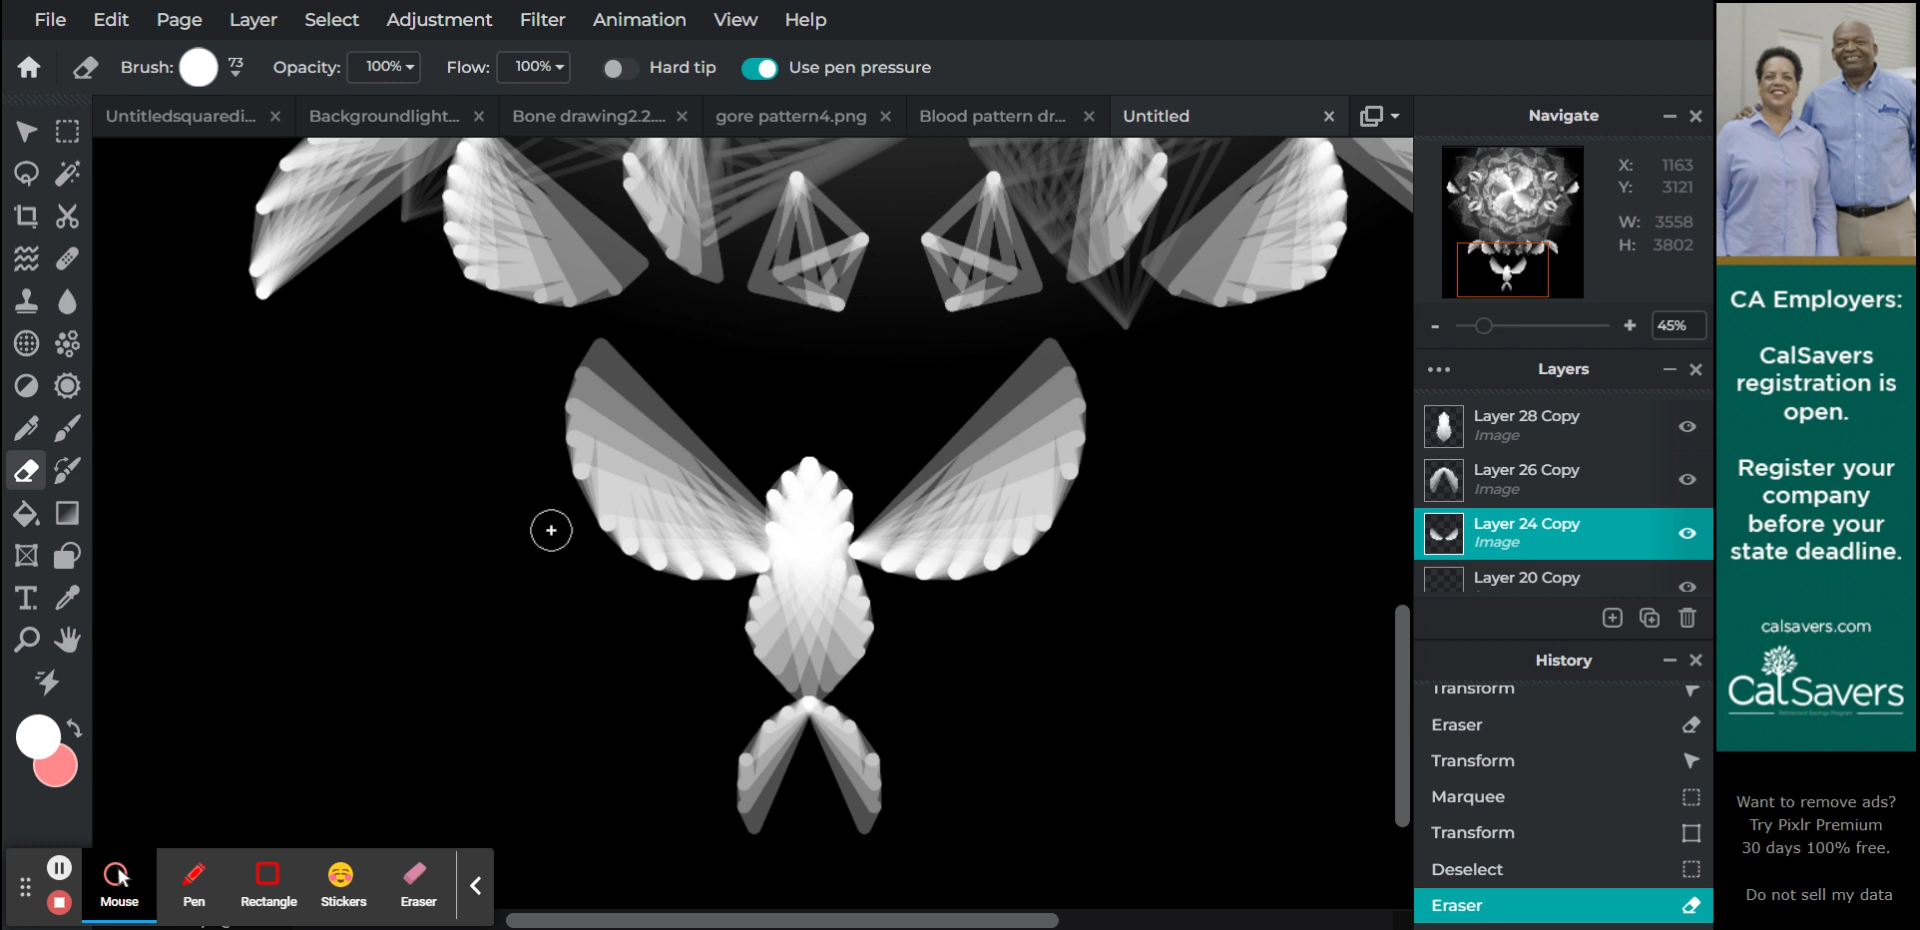 File Edit Page Layer Select Adjustment Filter Animation View Help
Brush: 73 Opacity: 100% Flow: 100% Hard tip Use pen pressure
Untitledsquaredi... Backgroundlight... Bone drawing2.2.... gore pattern4.png Blood pattern dr... Untitled
Navigate
X: 1163
Y: 3121
W: 3558
H: 3802
45%
Layers
Layer 28 Copy
Image
Layer 26 Copy
Image
Layer 24 Copy
Image
Layer 20 Copy
History
Transform
Eraser
Transform
Marquee
Transform
Deselect
Eraser
Mouse Pen Rectangle Stickers Eraser
CA Employers:
CalSavers
registration is
open.
Register your
company
before your
state deadline.
calsavers.com
CalSavers
Want to remove ads?
Try Pixlr Premium
30 days 100% free.
Do not sell my data